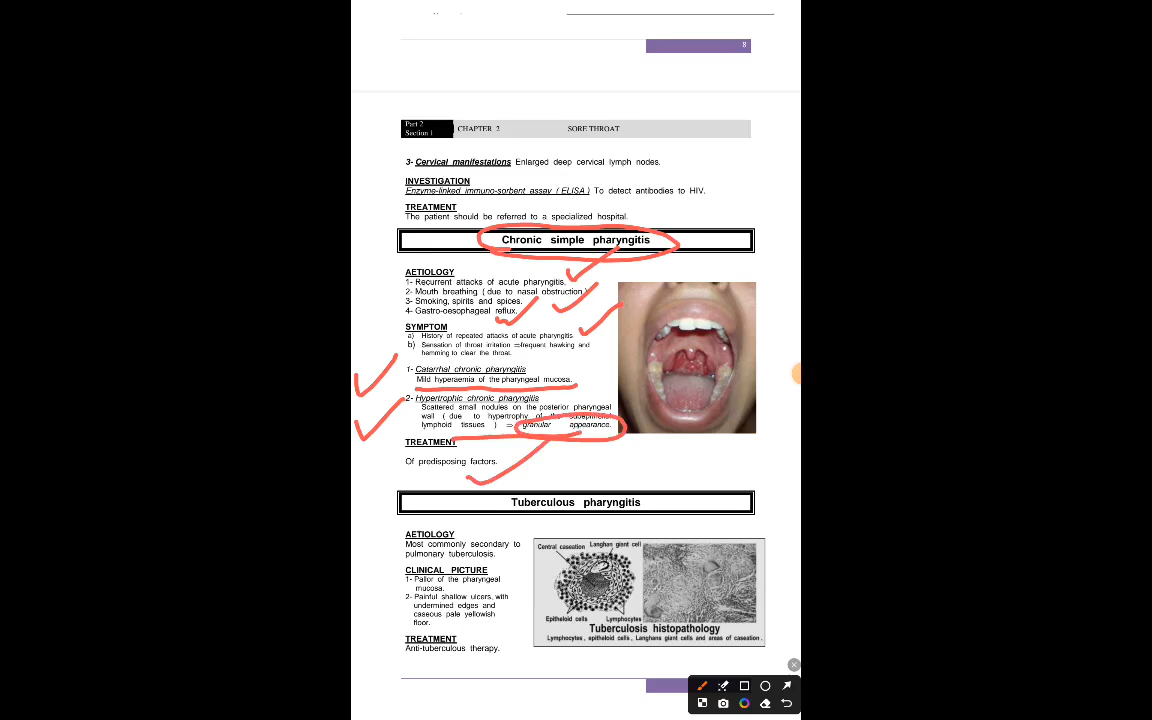 8
Part 2
Section 1
CHAPTER 2
SORE THROAT
3- Cervical manifestations Enlarged deep cervical lymph nodes.
INVESTIGATION
Enzyme-linked immuno-sorbent assay ( ELISA ) To detect antibodies to HIV.
TREATMENT
The patient should be referred to a specialized hospital.
Chronic simple pharyngitis
AETIOLOGY
1- Recurrent attacks of acute pharyngitis.
2- Mouth breathing ( due to nasal obstruction )
3- Smoking, spirits and spices.
4- Gastro-oesophageal reflux.
SYMPTOM
a) History of repeated attacks of acute pharyngitis.
b) Sensation of throat irritation ⇒frequent hawking and
hemming to clear the throat.
1- Catarrhal chronic pharyngitis
Mild hyperaemia of the pharyngeal mucosa.
2- Hypertrophic chronic pharyngitis
Scattered small nodules on the posterior pharyngeal
wall ( due to hypertrophy of the
lymphoid tissues ) ⇒ granular appearance.
TREATMENT
Of predisposing factors.
Tuberculous pharyngitis
AETIOLOGY
Most commonly secondary to
pulmonary tuberculosis.
CLINICAL PICTURE
1- Pallor of the pharyngeal
mucosa.
2- Painful shallow ulcers, with
undermined edges and
caseous pale yellowish
floor.
TREATMENT
Anti-tuberculous therapy.
Central caseation
Langhan giant cell
Epitheloid cells
Lymphocytes
Tuberculosis histopathology
Lymphocytes , epitheloid cells , Langhans giant cells and areas of caseation .